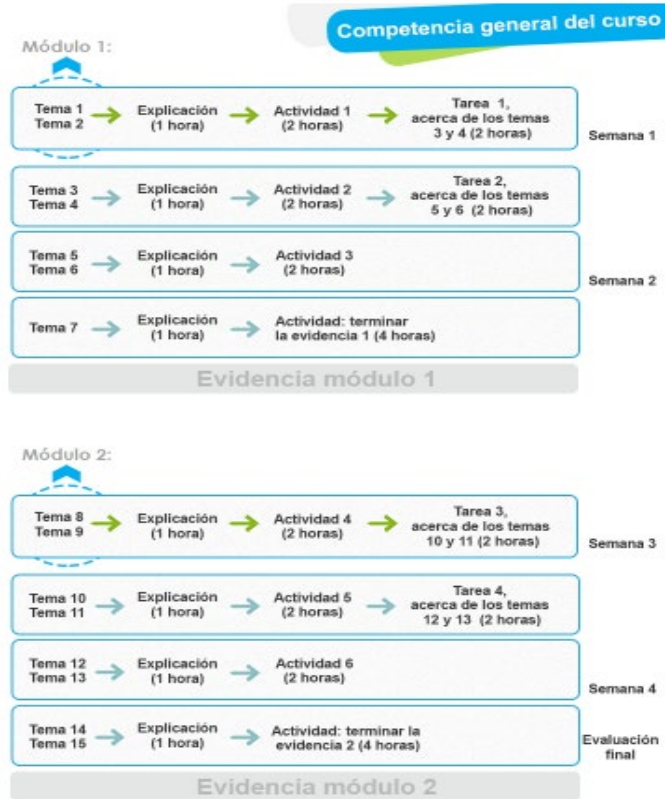 Competencia general del curso
Módulo 1:
Tema 1
Tema 2
Explicación
(1 hora)
Actividad 1
(2 horas)
Tarea 1,
acerca de los temas
3 y 4 (2 horas)
Semana 1
Tema 3
Tema 4
Explicación
(1 hora)
Actividad 2
(2 horas)
Tarea 2,
acerca de los temas
5 y 6 (2 horas)
Tema 5
Tema 6
Explicación
(1 hora)
Actividad 3
(2 horas)
Semana 2
Tema 7
Explicación
(1 hora)
Actividad: terminar
la evidencia 1 (4 horas)
Evidencia módulo 1
Módulo 2:
Tema 8
Tema 9
Explicación
(1 hora)
Actividad 4
(2 horas)
Tarea 3,
acerca de los temas
10 y 11 (2 horas)
Semana 3
Tema 10
Tema 11
Explicación
(1 hora)
Actividad 5
(2 horas)
Tarea 4,
acerca de los temas
12 y 13 (2 horas)
Tema 12
Tema 13
Explicación
(1 hora)
Actividad 6
(2 horas)
Semana 4
Tema 14
Tema 15
Explicación
(1 hora)
Actividad: terminar la
evidencia 2 (4 horas)
Evaluación
final
Evidencia módulo 2